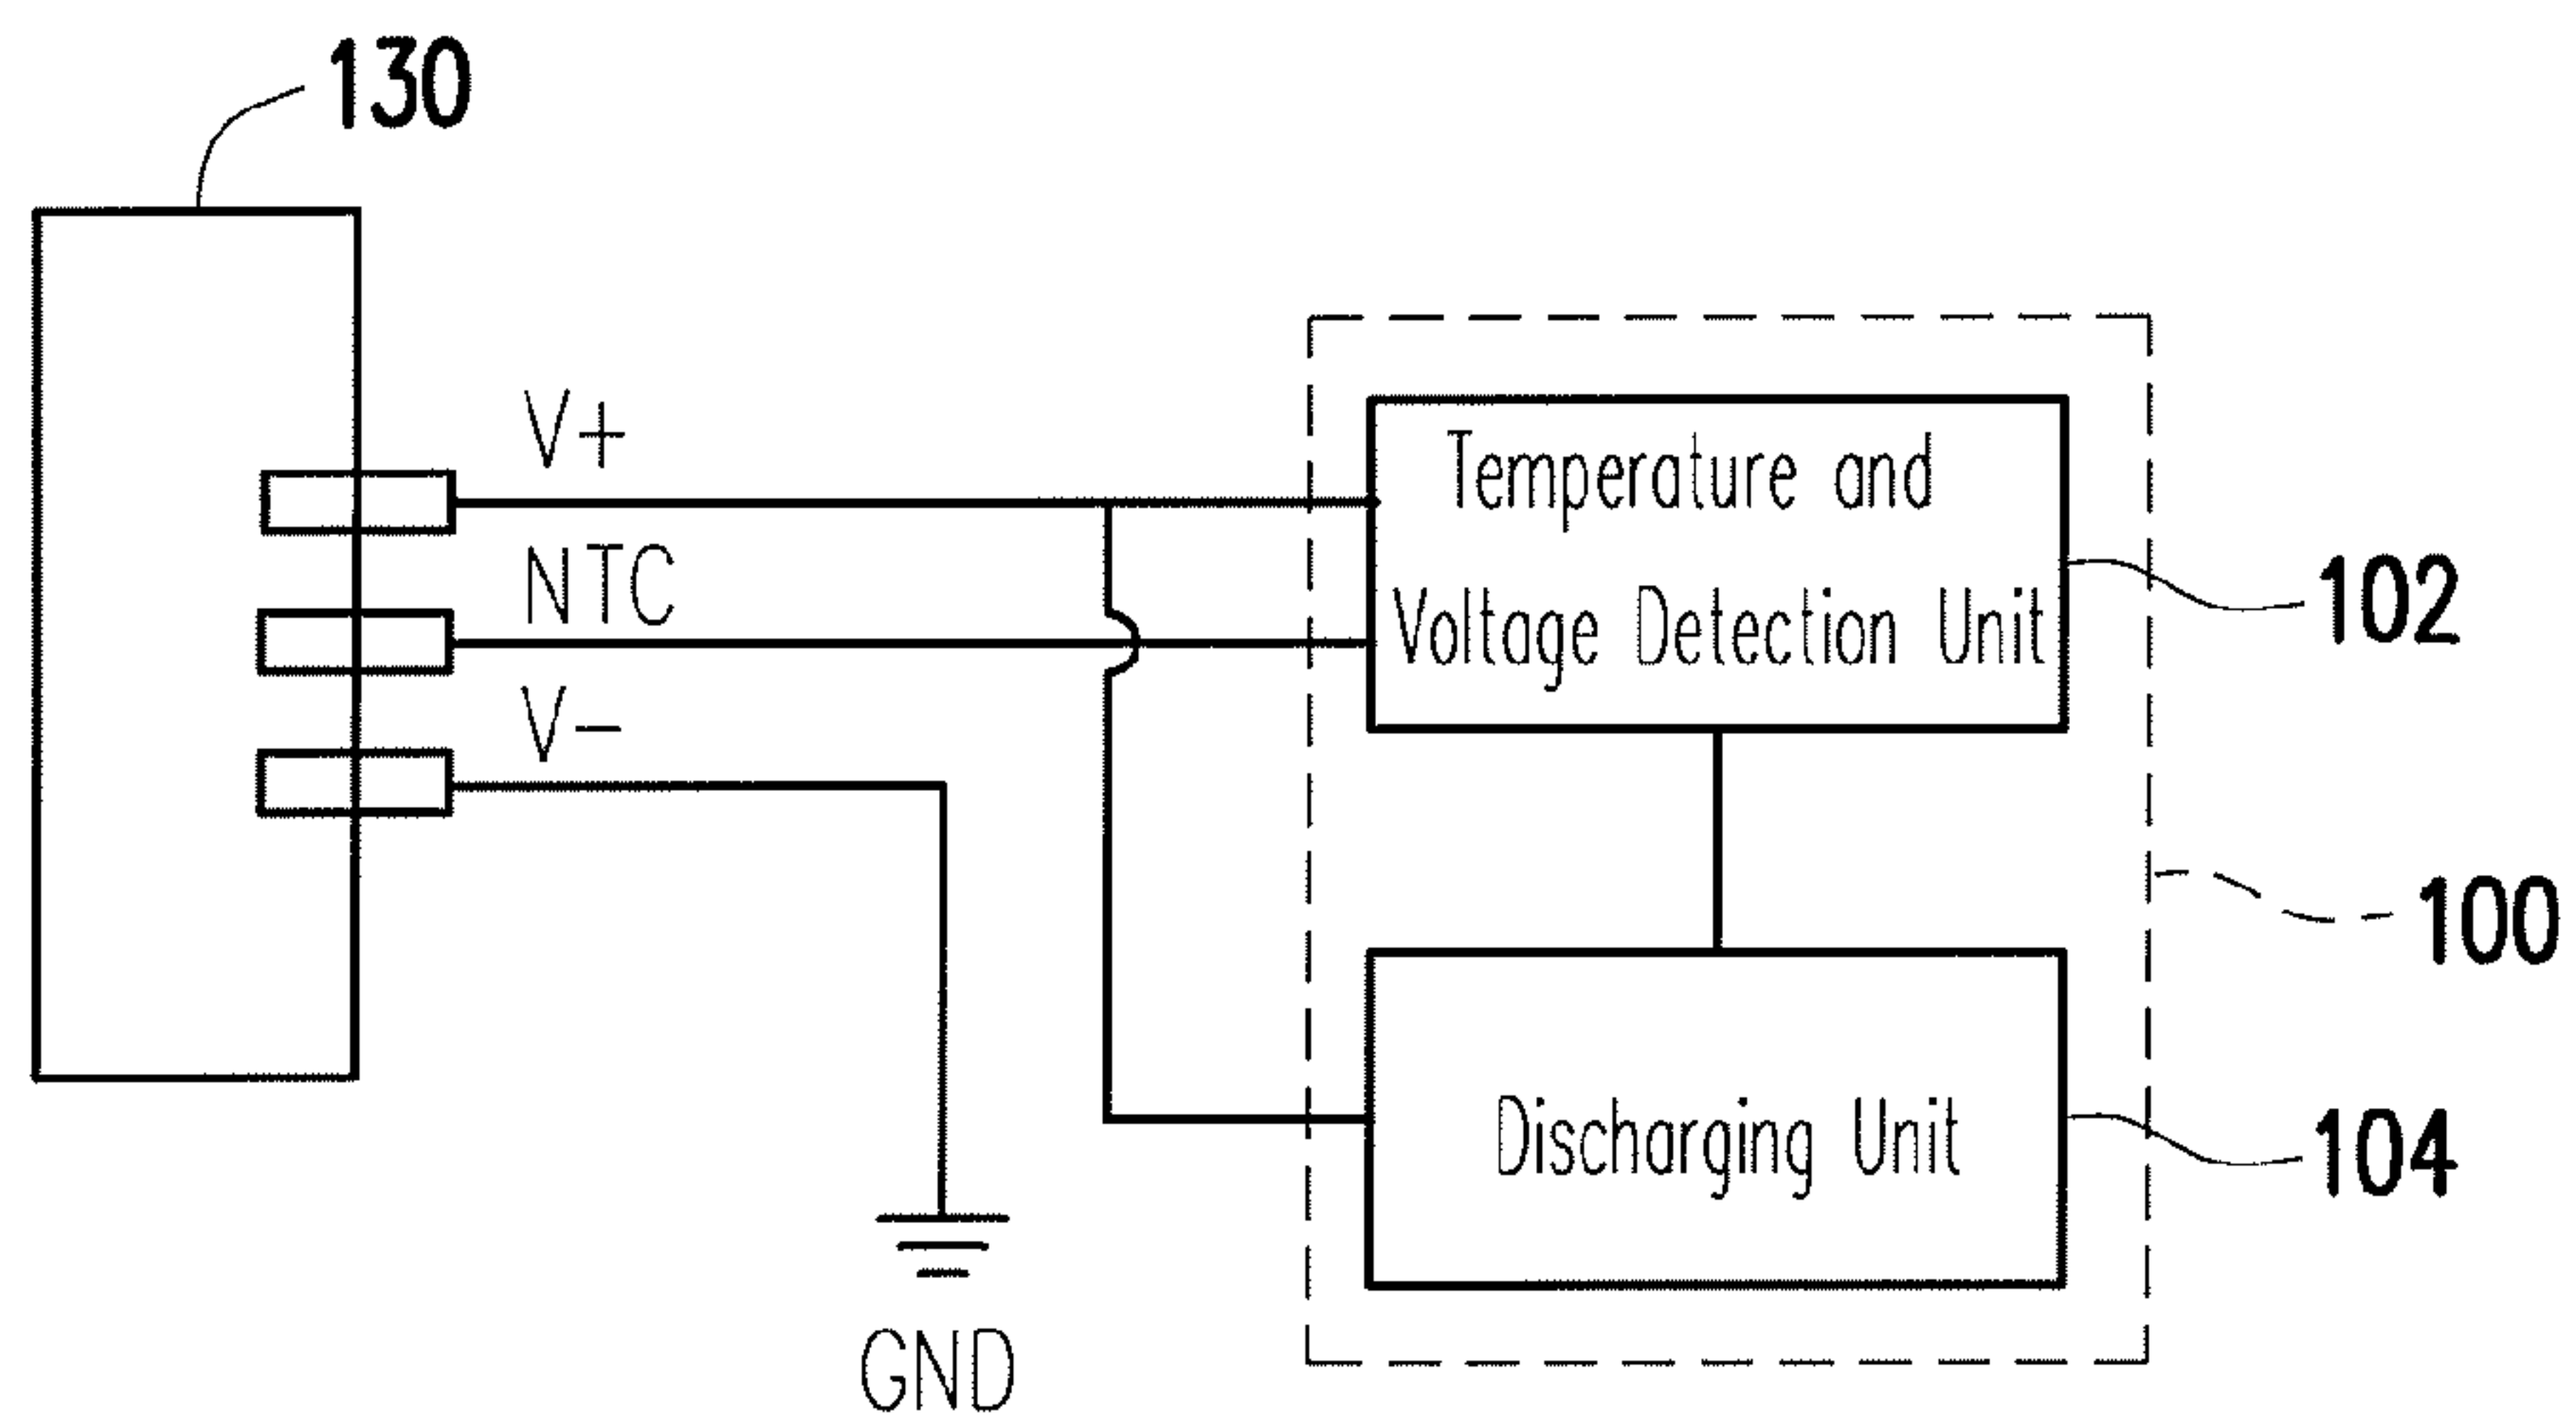 130
V+
Temperature and
NTC
Voltage Detection Unit
102
V-
100
Discharging Unit
104
GND